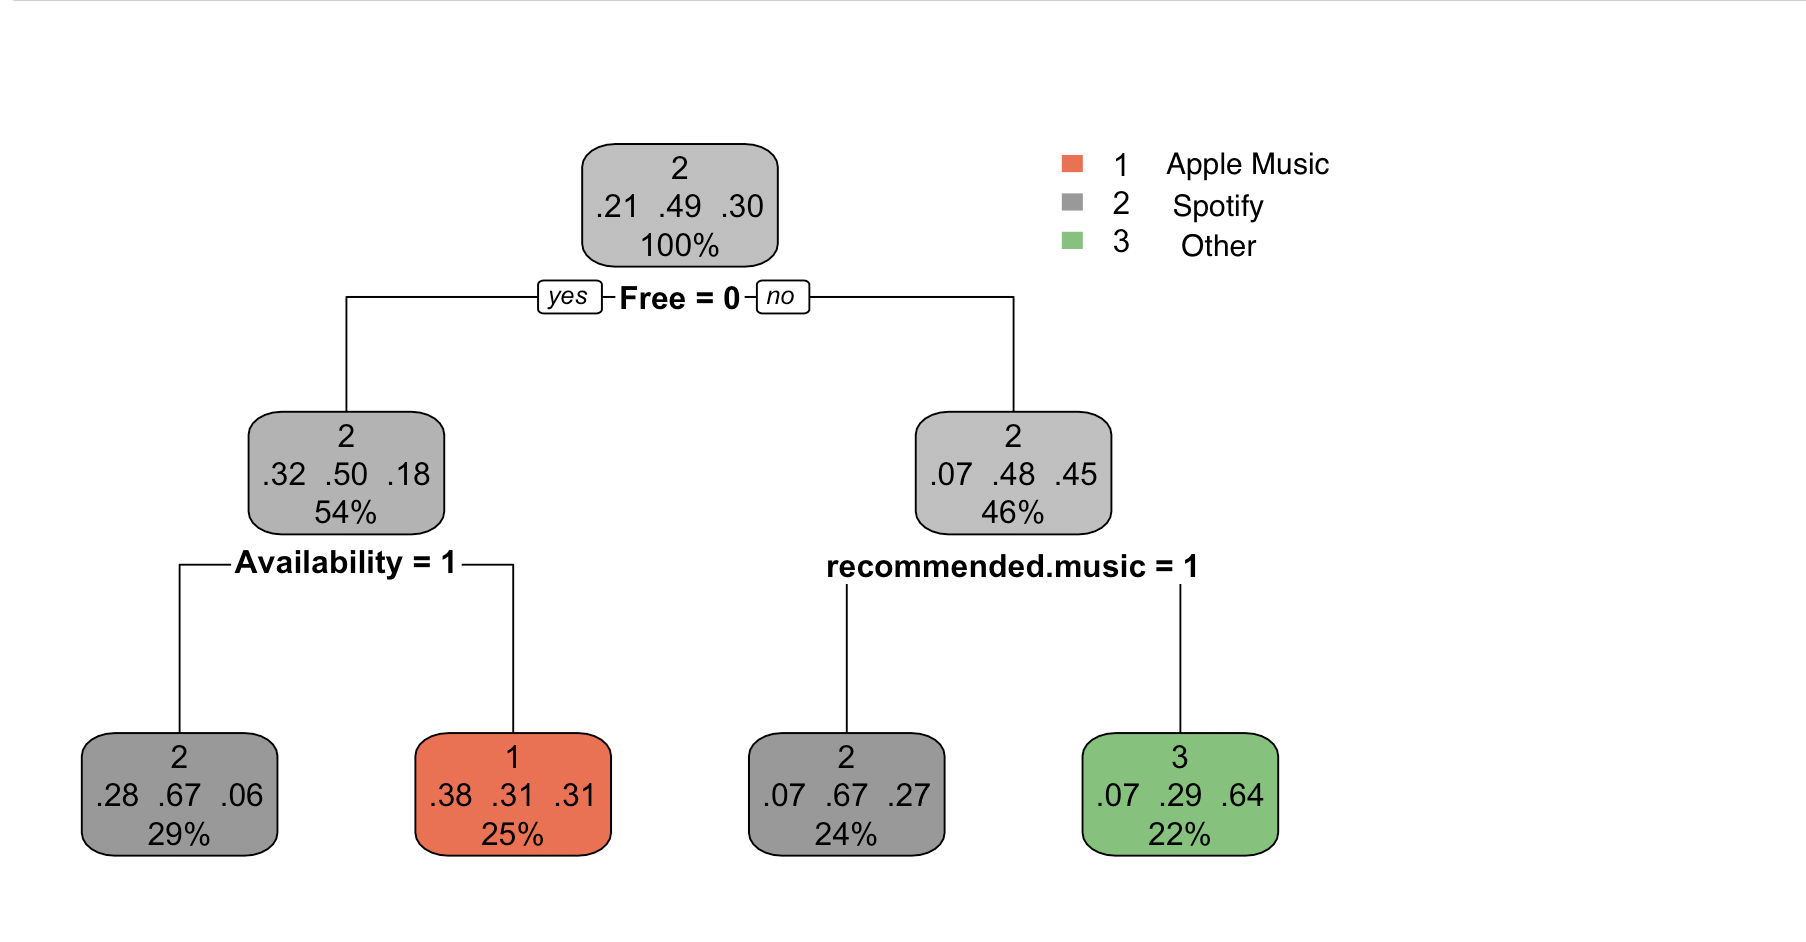 2
.21 .49 .30
100%
1 Apple Music
2 Spotify
3 Other
yes Free = 0 no
2
.32 .50 .18
54%
2
.07 .48 .45
46%
Availability = 1
recommended.music = 1
2
.28 .67 .06
29%
1
.38 .31 .31
25%
2
.07 .67 .27
24%
3
.07 .29 .64
22%